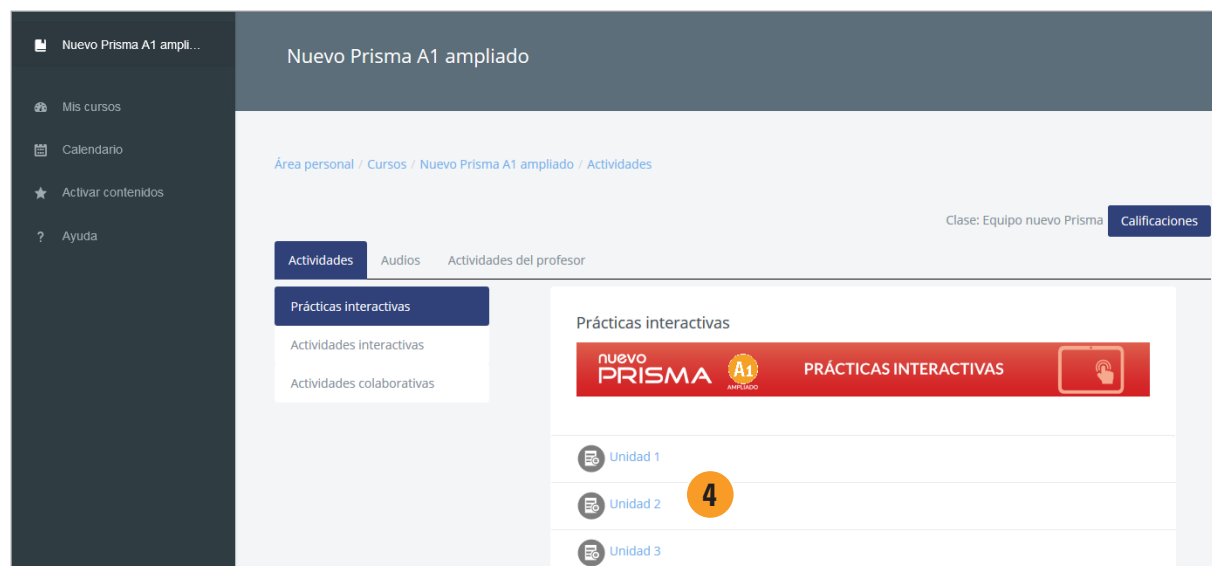 Nuevo Prisma A1 ampli...
Mis cursos
Calendario
Activar contenidos
? Ayuda
Nuevo Prisma A1 ampliado
Área personal / Cursos / Nuevo Prisma A1 ampliado / Actividades
Clase: Equipo nuevo Prisma Calificaciones
Actividades Audios Actividades del profesor
Prácticas interactivas
Actividades interactivas
Actividades colaborativas
Prácticas interactivas
nuevo
PRISMA A1 AMPLIADO PRÁCTICAS INTERACTIVAS
Unidad 1
Unidad 2
4
Unidad 3